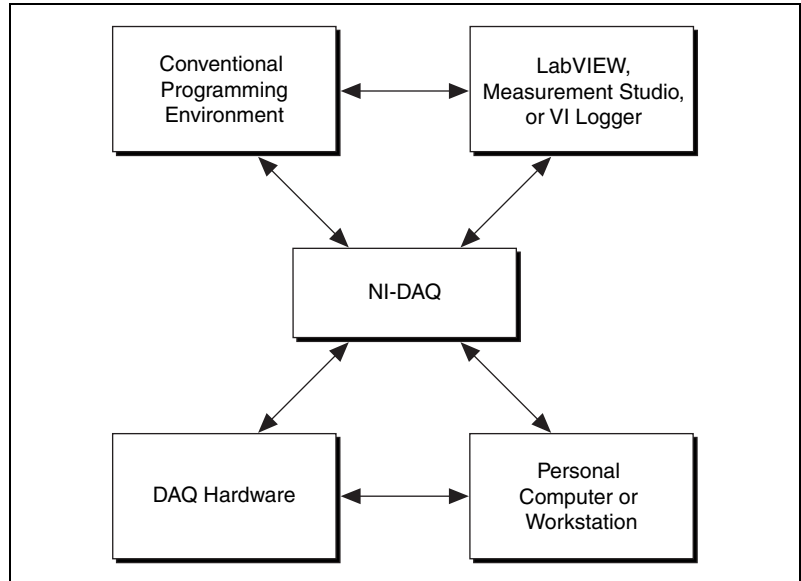 Conventional
Programming
Environment
LabVIEW,
Measurement Studio,
or VI Logger
NI-DAQ
DAQ Hardware
Personal
Computer or
Workstation